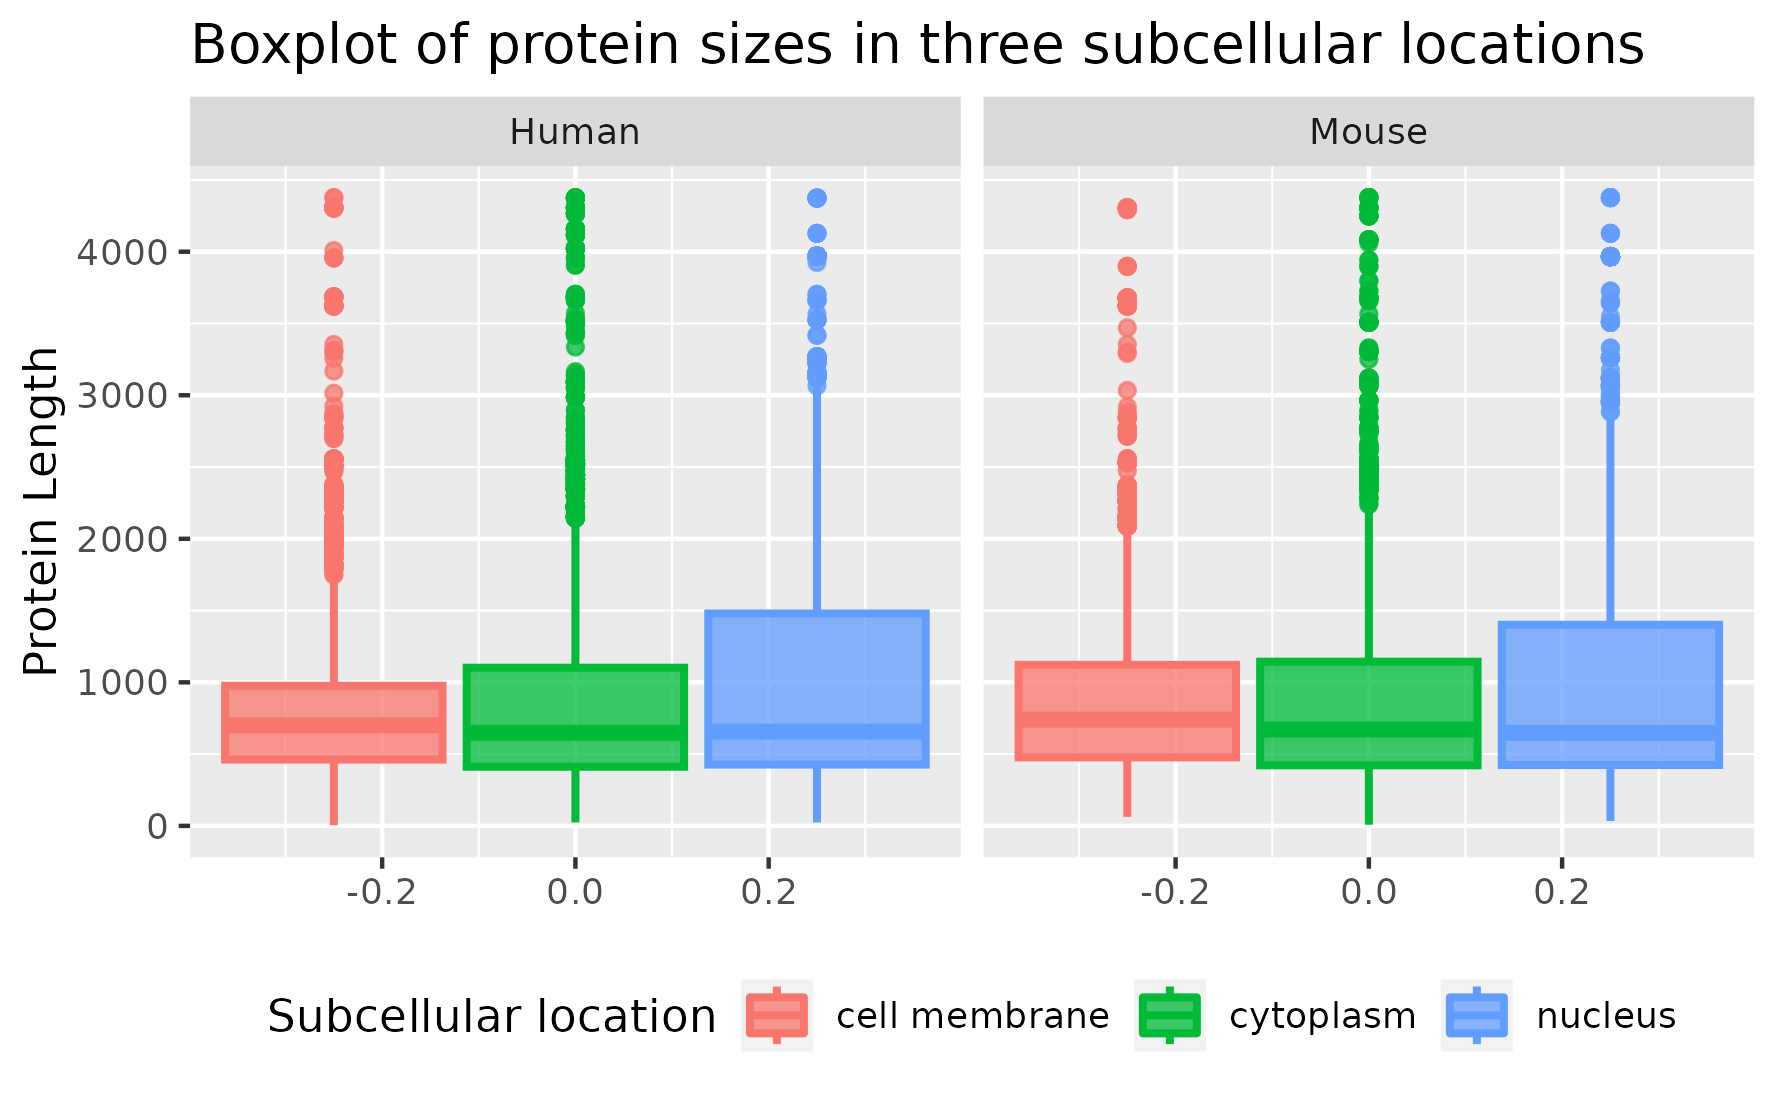 Boxplot of protein sizes in three subcellular locations
Human
Mouse
Protein Length
4000
3000
2000
1000
0
-0.2 0.0 0.2
-0.2 0.0 0.2
Subcellular location cell membrane cytoplasm nucleus